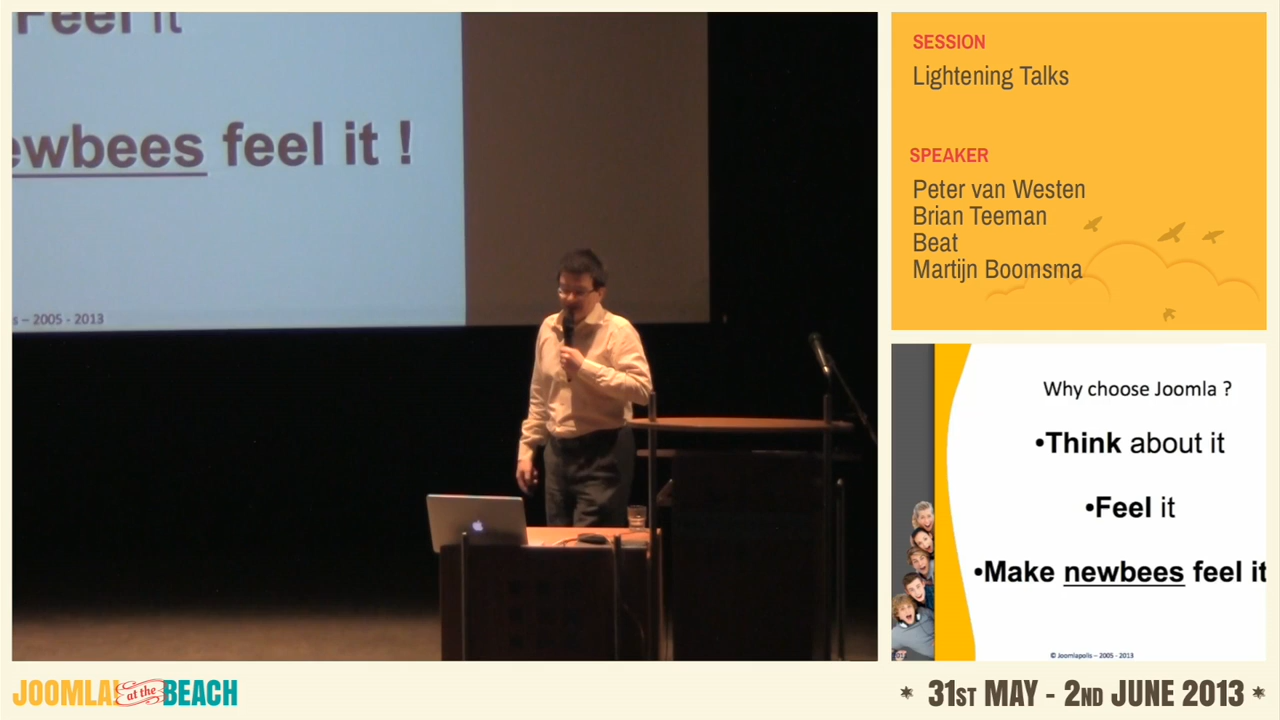 Feel it
ewbees feel it !
s – 2005 - 2013
SESSION
Lightening Talks
SPEAKER
Peter van Westen
Brian Teeman
Beat
Martijn Boomsma
Why choose Joomla ?
•Think about it
•Feel it
•Make newbees feel it
© Joomlapolis – 2005 - 2013
JOOMLA! at the BEACH
* 31ST MAY - 2ND JUNE 2013 *